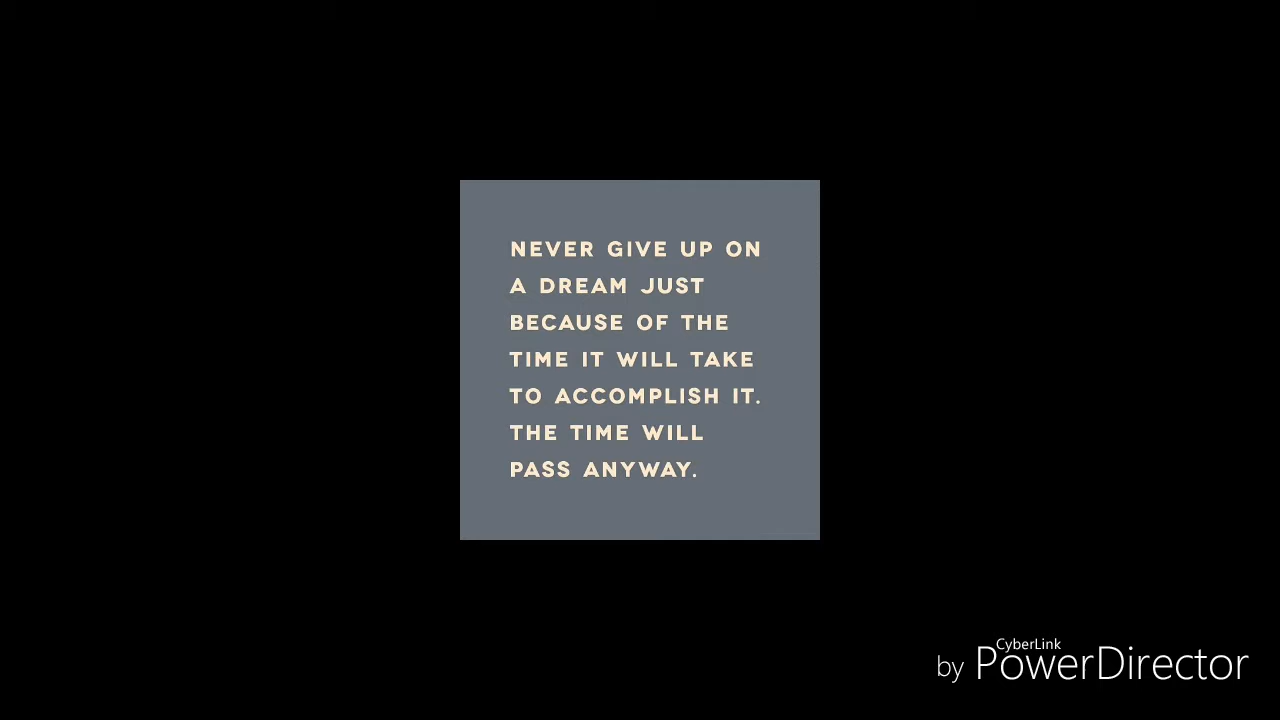 NEVER GIVE UP ON
A DREAM JUST
BECAUSE OF THE
TIME IT WILL TAKE
TO ACCOMPLISH IT.
THE TIME WILL
PASS ANYWAY.
CyberLink
by PowerDirector